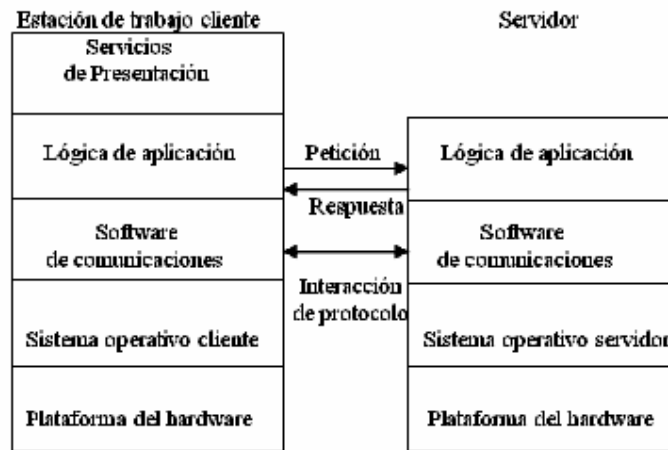 Estación de trabajo cliente
Servidor
Servicios
de Presentación
Lógica de aplicación
Petición
Lógica de aplicación
Respuesta
Software
de comunicaciones
Software
de comunicaciones
Interacción
de protocolo
Sistema operativo cliente
Sistema operativo servidor
Plataforma del hardware
Plataforma del hardware